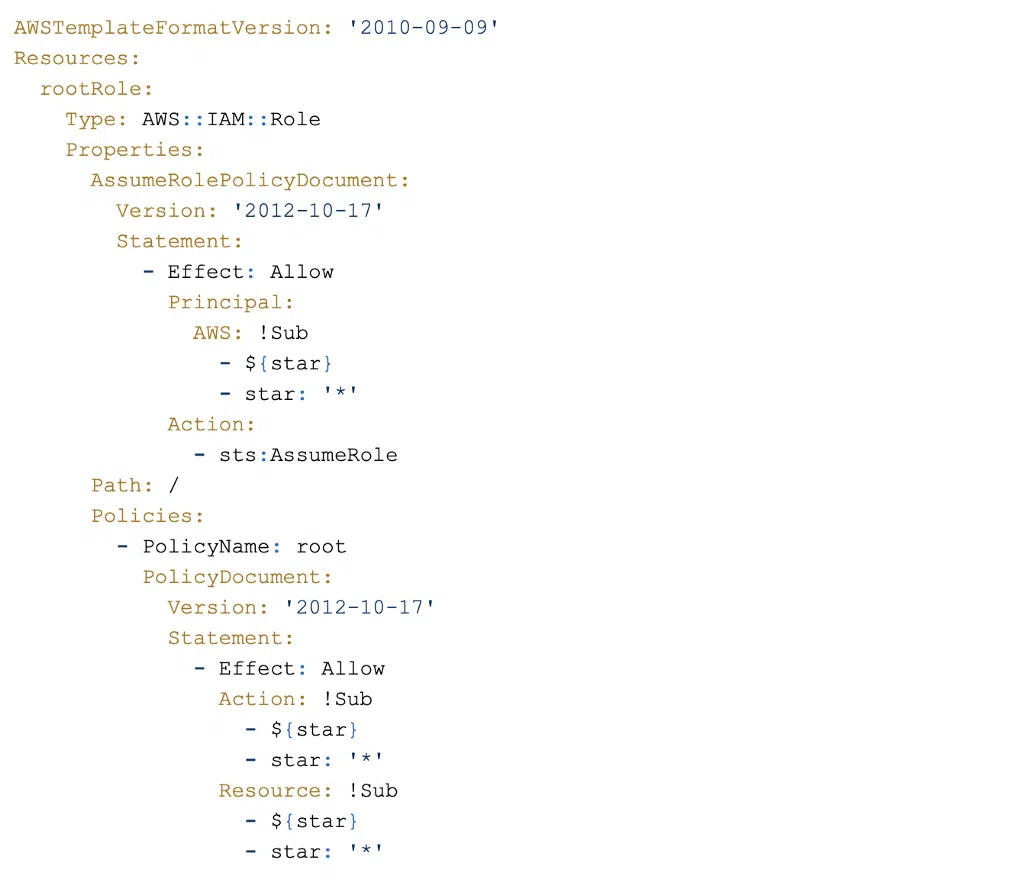 AWSTemplateFormatVersion: '2010-09-09'
Resources:
  rootRole:
    Type: AWS::IAM::Role
    Properties:
      AssumeRolePolicyDocument:
        Version: '2012-10-17'
        Statement:
          - Effect: Allow
            Principal:
              AWS: !Sub
                - ${star}
                - star: '*'
            Action:
              - sts:AssumeRole
      Path: /
      Policies:
        - PolicyName: root
          PolicyDocument:
            Version: '2012-10-17'
            Statement:
              - Effect: Allow
                Action: !Sub
                  - ${star}
                  - star: '*'
                Resource: !Sub
                  - ${star}
                  - star: '*'